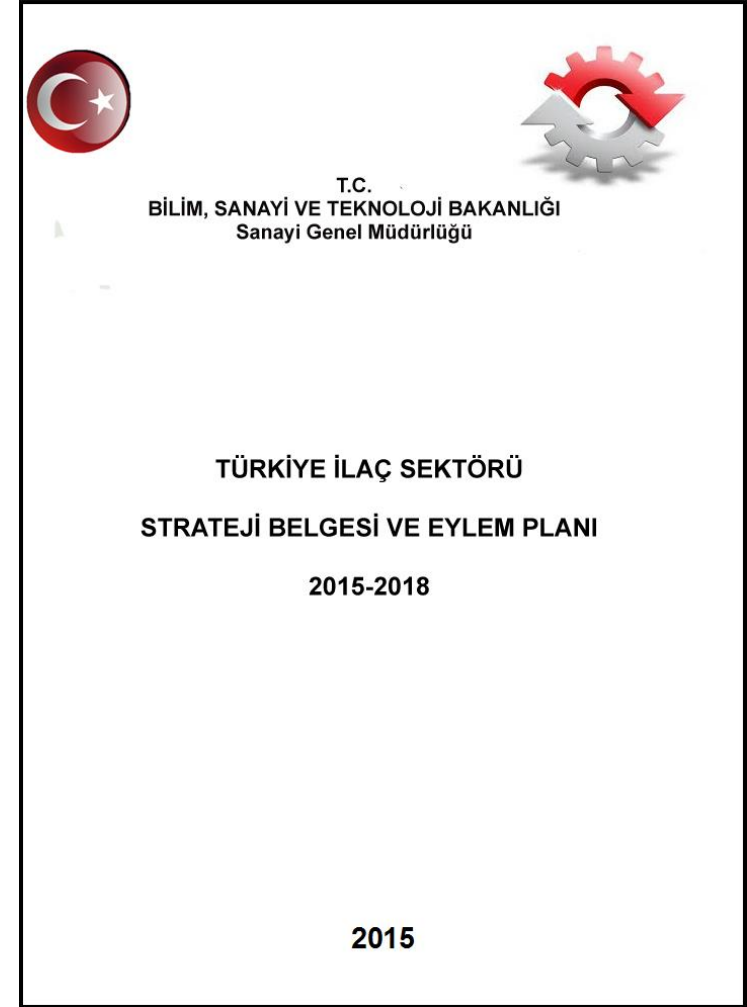 T.C.
BİLİM, SANAYİ VE TEKNOLOJİ BAKANLIĞI
Sanayi Genel Müdürlüğü
TÜRKİYE İLAÇ SEKTÖRÜ
STRATEJİ BELGESİ VE EYLEM PLANI
2015-2018
2015